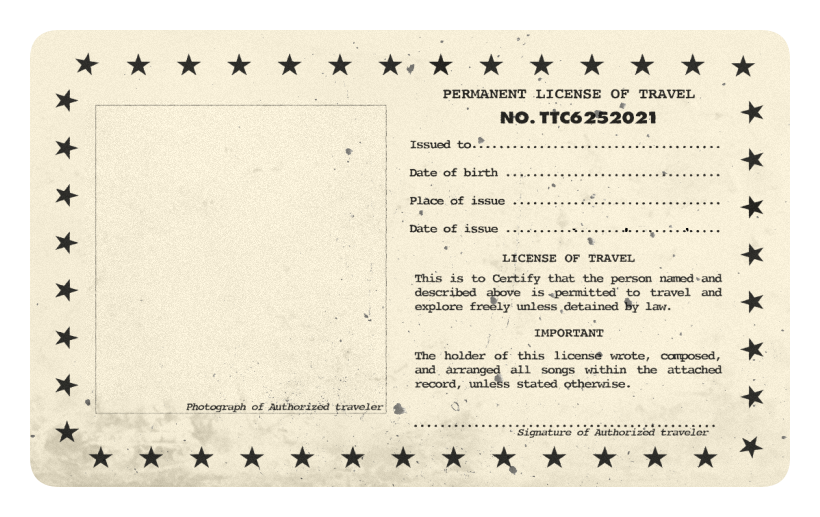 PERMANENT LICENSE OF TRAVEL
NO. TTC6252021
Issued to..................................
Date of birth ..............................
Place of issue .............................
Date of issue ..............................
LICENSE OF TRAVEL
This is to Certify that the person named and
described above is permitted to travel and
explore freely unless detained by law.
IMPORTANT
The holder of this license wrote, composed,
and arranged all songs within the attached
record, unless stated otherwise.
Photograph of Authorized traveler
Signature of Authorized traveler